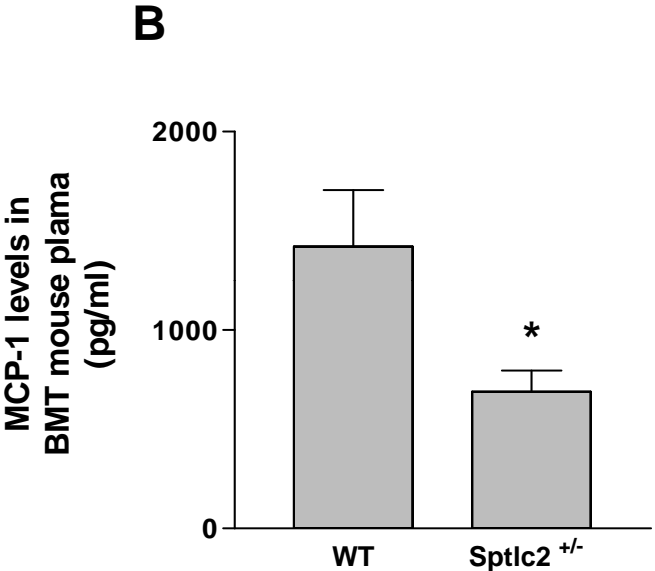 B
MCP-1 levels in
BMT mouse plama
(pg/ml)
2000
1000
0
*
WT
Sptlc2 +/-